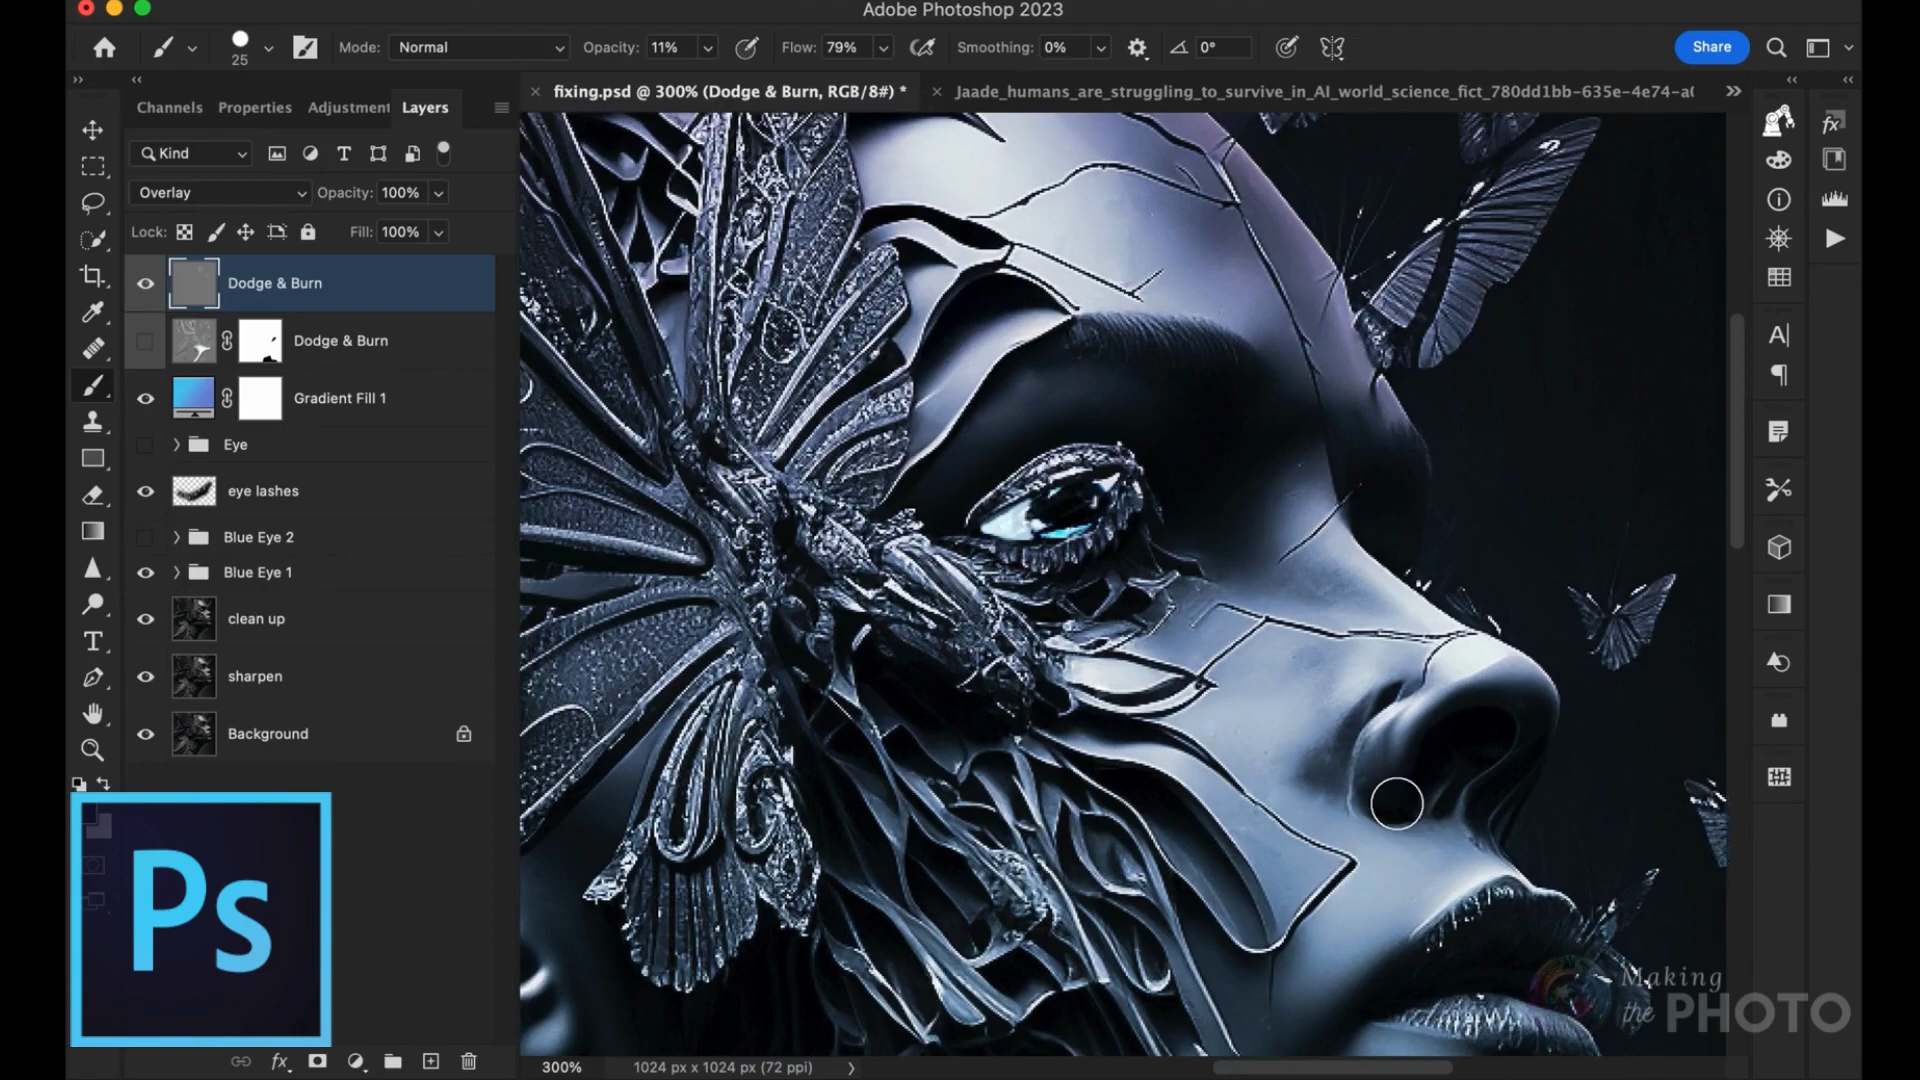 Adobe Photoshop 2023
25
Mode: Normal Opacity: 11% Flow: 79% Smoothing: 0% 0° Share
Channels Properties Adjustment Layers
fixing.psd @ 300% (Dodge & Burn, RGB/8#) *
Jaade_humans_are_struggling_to_survive_in_AI_world_science_fict_780dd1bb-635e-4e74-a0
Kind
Overlay Opacity: 100%
Lock: Fill: 100%
Dodge & Burn
Dodge & Burn
Gradient Fill 1
Eye
eye lashes
Blue Eye 2
Blue Eye 1
clean up
sharpen
Background
Ps
Making
the PHOTO
fx
300% 1024 px x 1024 px (72 ppi)